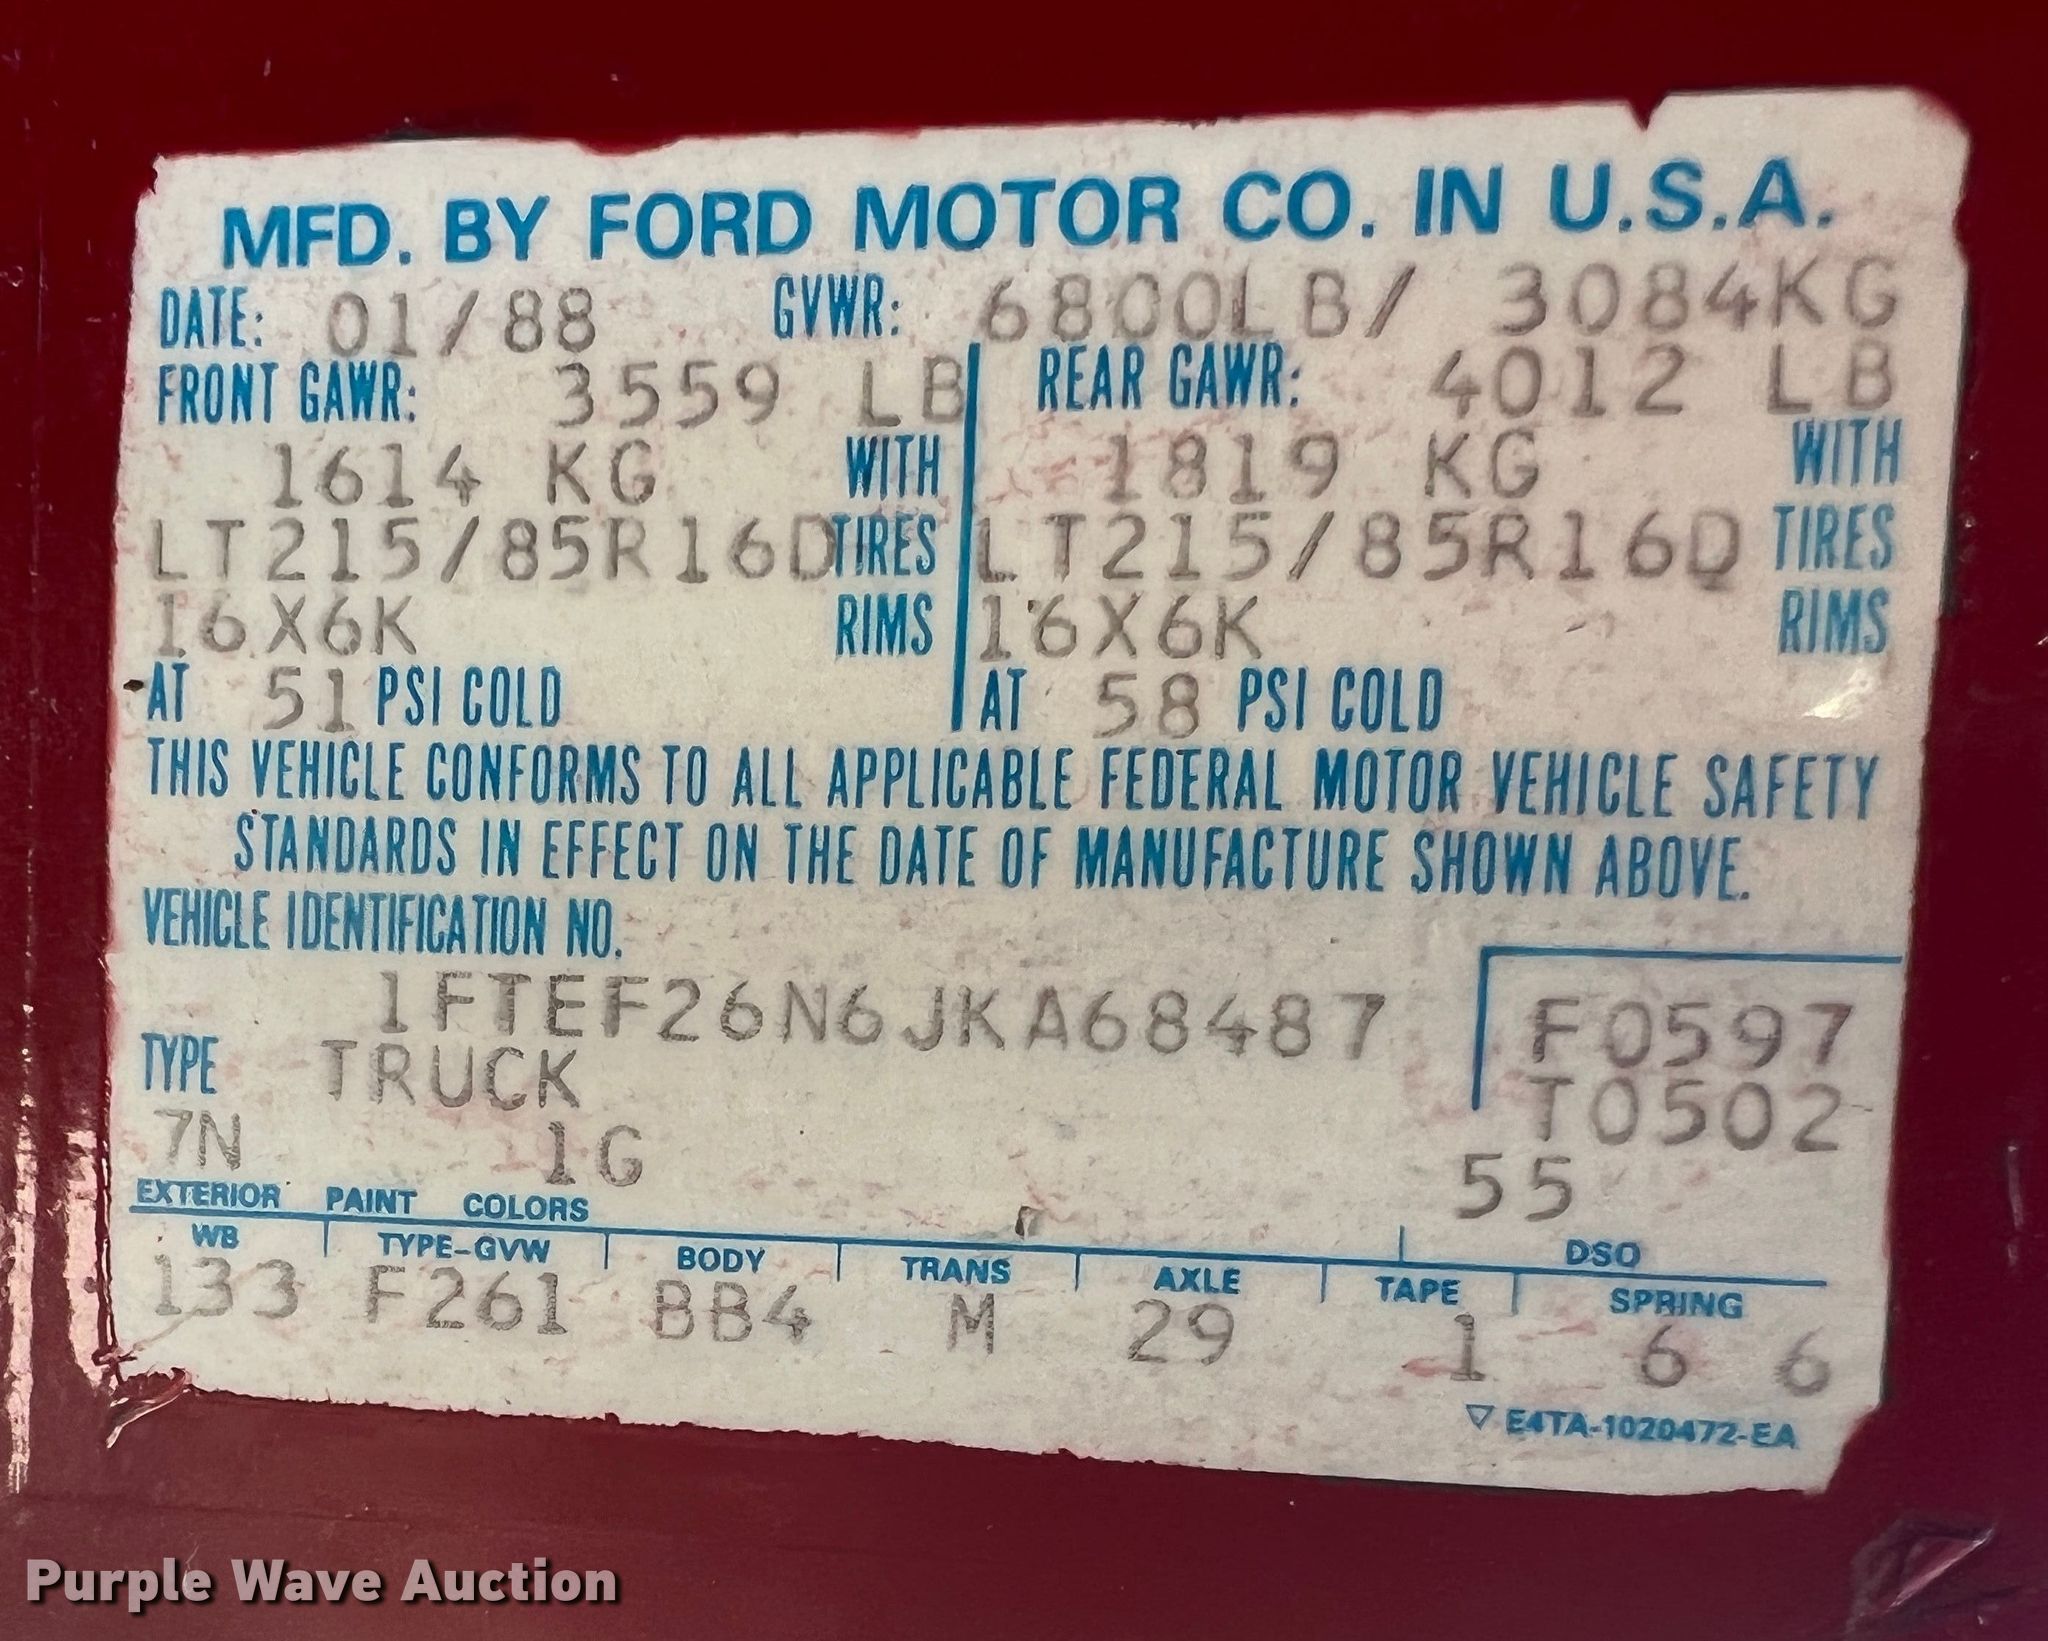 MFD. BY FORD MOTOR CO. IN U.S.A.
DATE: 01/88 GVWR: 6800LB/ 3084KG
FRONT GAWR: 3559 LB REAR GAWR: 4012 LB
1614 KG WITH 1819 KG WITH
LT215/85R16D TIRES LT215/85R16D TIRES
16X6K RIMS 16X6K RIMS
AT 51 PSI COLD AT 58 PSI COLD
THIS VEHICLE CONFORMS TO ALL APPLICABLE FEDERAL MOTOR VEHICLE SAFETY
STANDARDS IN EFFECT ON THE DATE OF MANUFACTURE SHOWN ABOVE.
VEHICLE IDENTIFICATION NO.
1FTEF26N6JKA68487 F0597
TYPE TRUCK T0502
7N 1G 55
EXTERIOR PAINT COLORS DSO
WB TYPE-GVW BODY TRANS AXLE TAPE SPRING
133 F261 BB4 M 29 1 6 6
▽ E4TA-1020472-EA
Purple Wave Auction